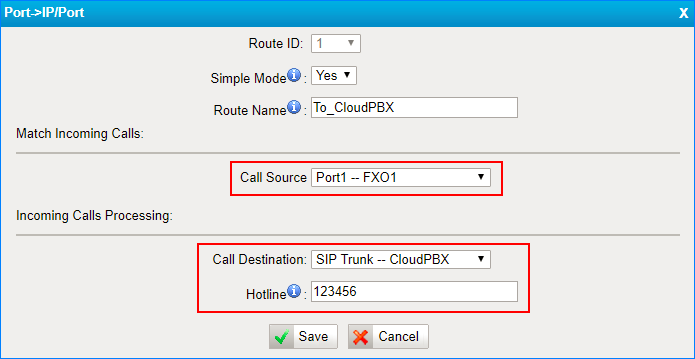 Port->IP/Port X
Route ID: 1
Simple Mode : Yes
Route Name : To_CloudPBX
Match Incoming Calls:
Call Source Port1 -- FXO1
Incoming Calls Processing:
Call Destination: SIP Trunk -- CloudPBX
Hotline : 123456
Save Cancel